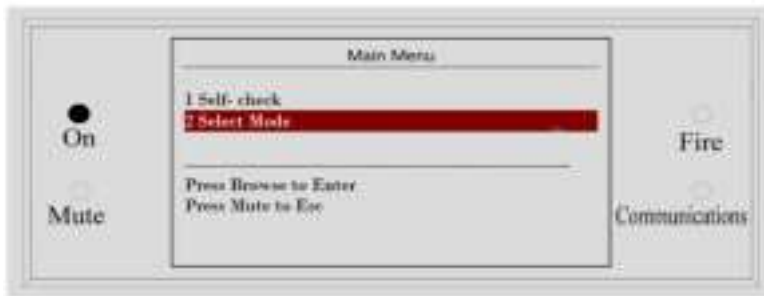 Main Menu
1 Self- check
2 Select Mode
On
Fire
Press Browse to Enter
Press Mute to Esc
Mute
Communications